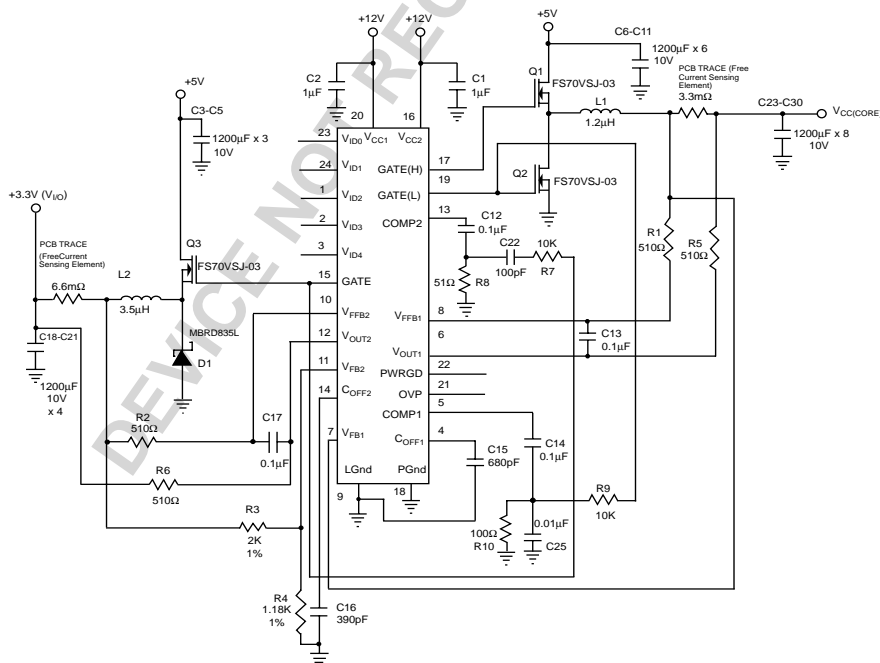 DEVICE NOT REC
+12V
+12V
+5V
C6-C11
1200µF x 6
10V
PCB TRACE (Free
Current Sensing
Element)
3.3mΩ
C23-C30
VCC(CORE
1200µF x 8
10V
C2
1µF
C1
1µF
20
16
Q1
FS70VSJ-03
L1
1.2µH
+5V
C3-C5
1200µF x 3
10V
23
VID0
VCC1
VCC2
24
VID1
GATE(H)
17
19
GATE(L)
Q2
FS70VSJ-03
1
VID2
2
VID3
3
VID4
COMP2
13
C12
0.1µF
C22
100pF
10K
R7
51Ω
R8
R1
510Ω
R5
510Ω
+3.3V (VI/O)
PCB TRACE
(FreeCurrent
Sensing Element)
6.6mΩ
L2
3.5µH
Q3
FS70VSJ-03
15
GATE
10
VFFB2
12
VOUT2
11
VFB2
14
COFF2
7
VFB1
VFFB1
8
C13
0.1µF
6
VOUT1
PWRGD
22
OVP
21
COMP1
5
COFF1
4
C18-C21
1200µF
10V
x 4
MBRD835L
D1
R2
510Ω
C17
0.1µF
R6
510Ω
C15
680pF
C14
0.1µF
LGnd
PGnd
9
18
R9
10K
100Ω
R10
0.01µF
C25
R3
2K
1%
R4
1.18K
1%
C16
390pF